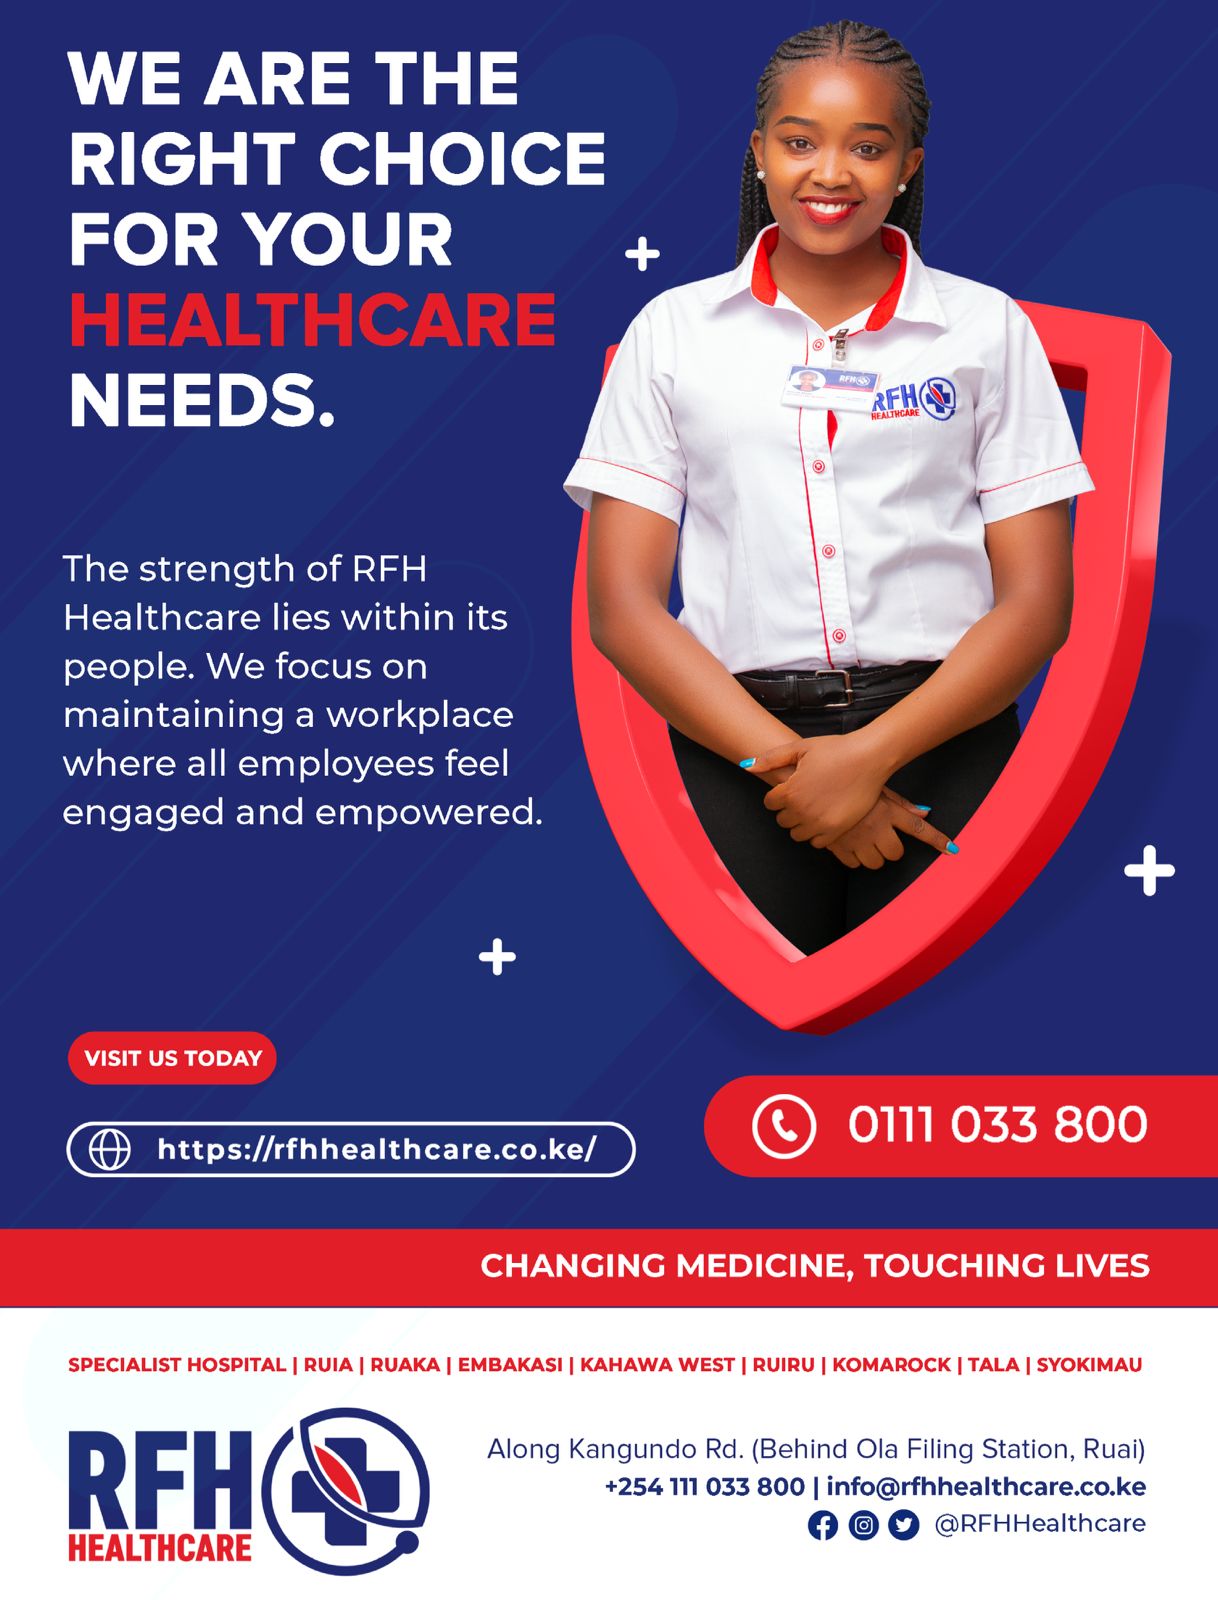 WE ARE THE
RIGHT CHOICE
FOR YOUR
HEALTHCARE
NEEDS.
RFH
RFH
HEALTHCARE
The strength of RFH
Healthcare lies within its
people. We focus on
maintaining a workplace
where all employees feel
engaged and empowered.
VISIT US TODAY
https://rfhhealthcare.co.ke/
0111 033 800
CHANGING MEDICINE, TOUCHING LIVES
SPECIALIST HOSPITAL | RUIA | RUAKA | EMBAKASI | KAHAWA WEST | RUIRU | KOMAROCK | TALA | SYOKIMAU
RFH
HEALTHCARE
Along Kangundo Rd. (Behind Ola Filing Station, Ruai)
+254 111 033 800 | info@rfhhealthcare.co.ke
@RFHHealthcare